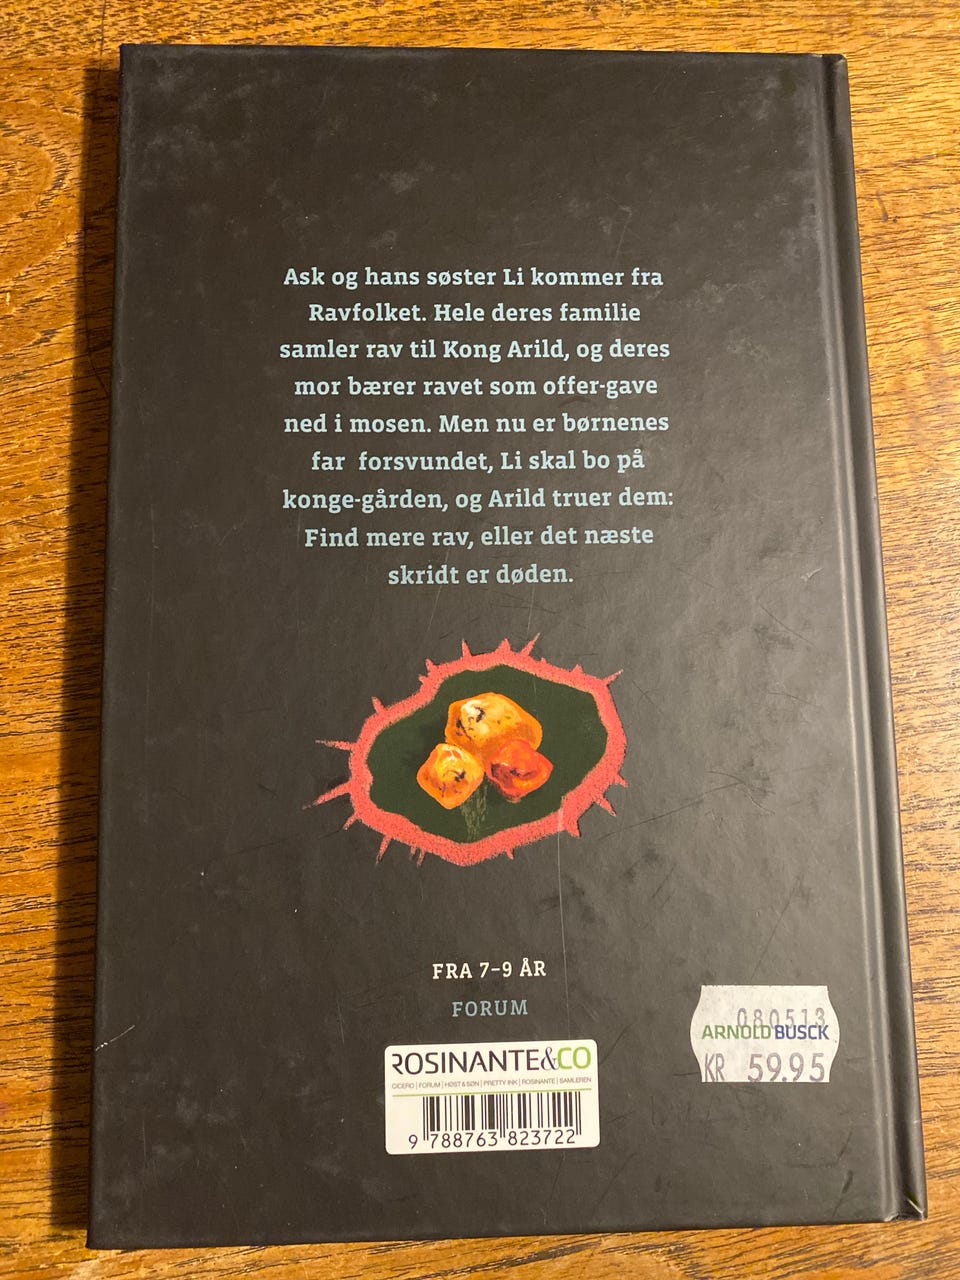 Ask og hans søster Li kommer fra
Ravfolket. Hele deres familie
samler rav til Kong Arild, og deres
mor bærer ravet som offer-gave
ned i mosen. Men nu er børnenes
far forsvundet, Li skal bo på
konge-gården, og Arild truer dem:
Find mere rav, eller det næste
skridt er døden.
FRA 7-9 ÅR
FORUM
080513
ARNOLD BUSCK
KR 59.95
ROSINANTE&CO
CICERO | FORUM | HØST & SØN | PRETTY INK | ROSINANTE | SAMLEREN
9 788763 823722